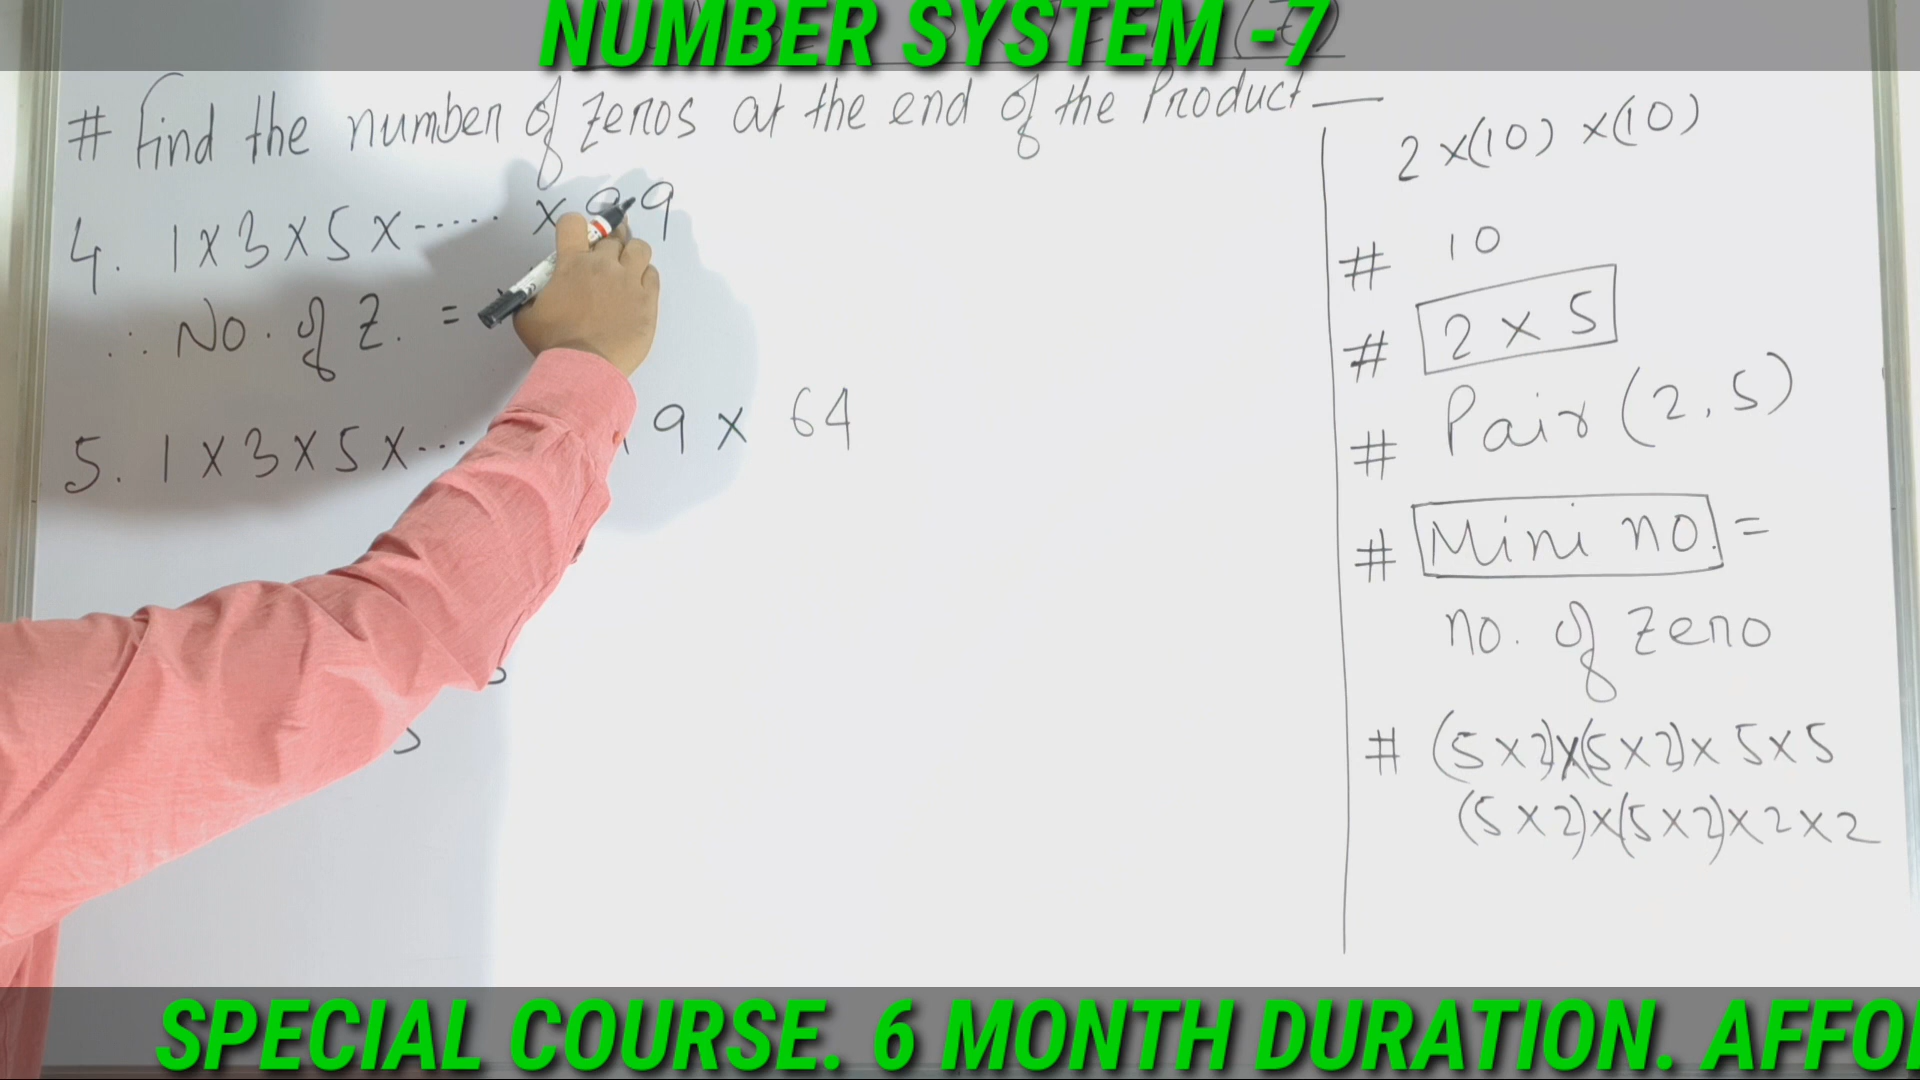 NUMBER SYSTEM -7
# Find the number of zeros at the end of the Product —
4. 1 x 3 x 5 x ...... x 99
∴ No. of Z. =
5. 1 x 3 x 5 x .... 9 x 64
2 x (10) x (10)
# 10
# 2 x 5
# Pair (2, 5)
# Mini no. =
no. of zero
# (5 x 2) x (5 x 2) x 5 x 5
(5 x 2) x (5 x 2) x 2 x 2
SPECIAL COURSE. 6 MONTH DURATION. AFFO